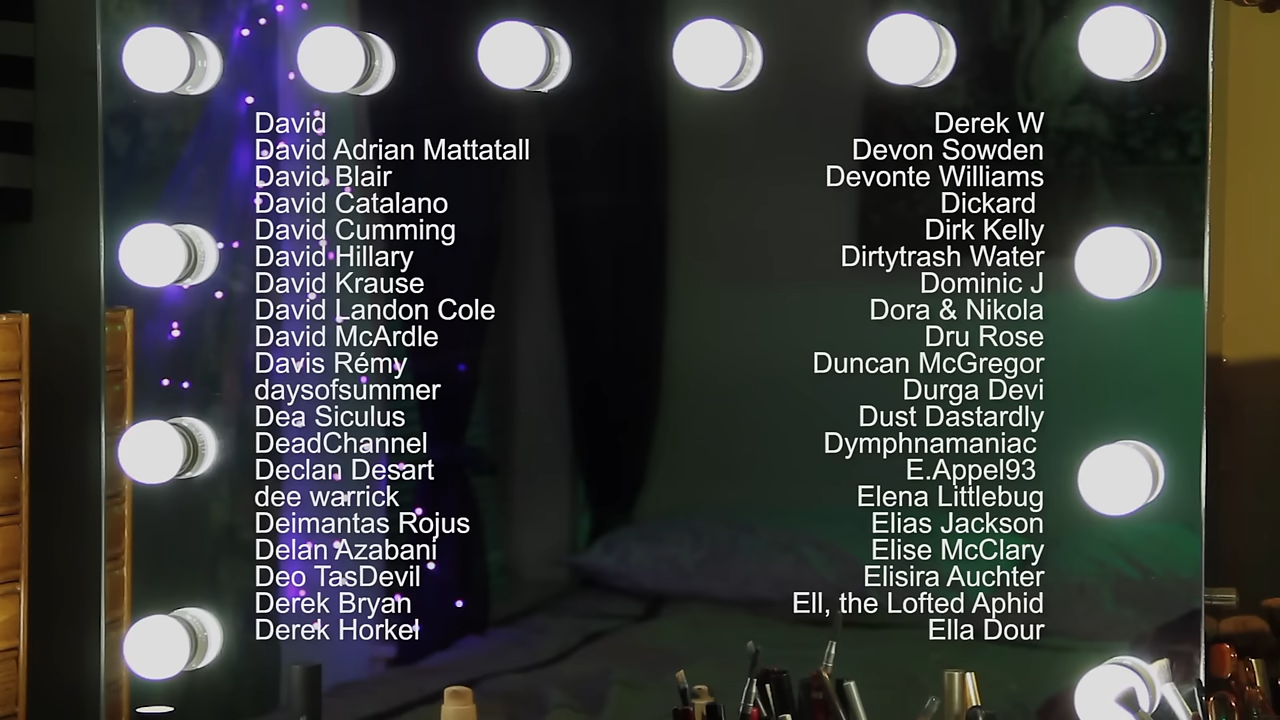 David
David Adrian Mattatall
David Blair
David Catalano
David Cumming
David Hillary
David Krause
David Landon Cole
David McArdle
Davis Rémy
daysofsummer
Dea Siculus
DeadChannel
Declan Desart
dee warrick
Deimantas Rojus
Delan Azabani
Deo TasDevil
Derek Bryan
Derek Horkel
Derek W
Devon Sowden
Devonte Williams
Dickard
Dirk Kelly
Dirtytrash Water
Dominic J
Dora & Nikola
Dru Rose
Duncan McGregor
Durga Devi
Dust Dastardly
Dymphnamaniac
E.Appel93
Elena Littlebug
Elias Jackson
Elise McClary
Elisira Auchter
Ell, the Lofted Aphid
Ella Dour